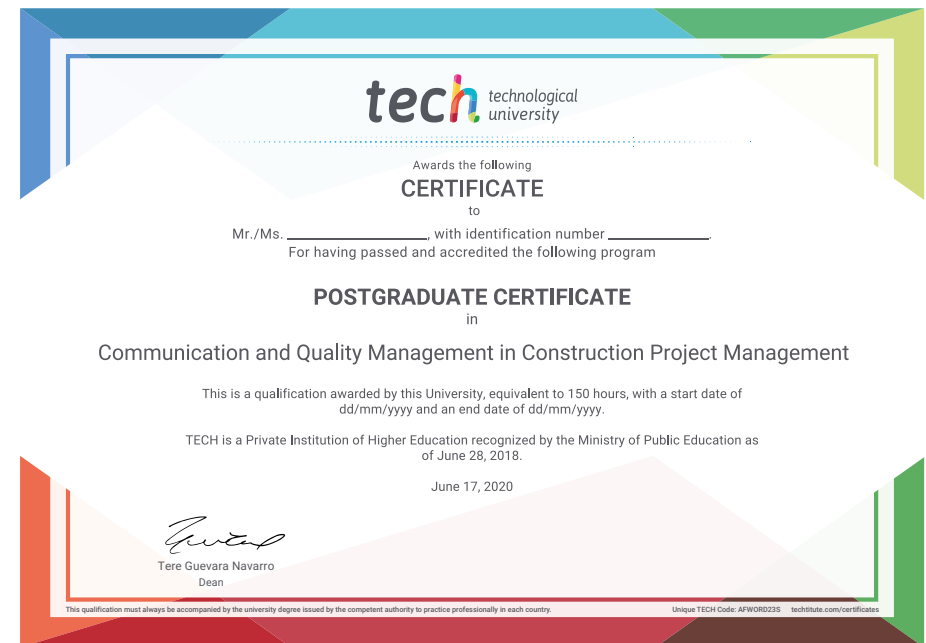 tech technological
university
Awards the following
CERTIFICATE
to
Mr./Ms. ____________________, with identification number ______________.
For having passed and accredited the following program
POSTGRADUATE CERTIFICATE
in
Communication and Quality Management in Construction Project Management
This is a qualification awarded by this University, equivalent to 150 hours, with a start date of
dd/mm/yyyy and an end date of dd/mm/yyyy.
TECH is a Private Institution of Higher Education recognized by the Ministry of Public Education as
of June 28, 2018.
June 17, 2020
Tere Guevara Navarro
Dean
This qualification must always be accompanied by the university degree issued by the competent authority to practice professionally in each country. Unique TECH Code: AFWORD23S techtitute.com/certificates